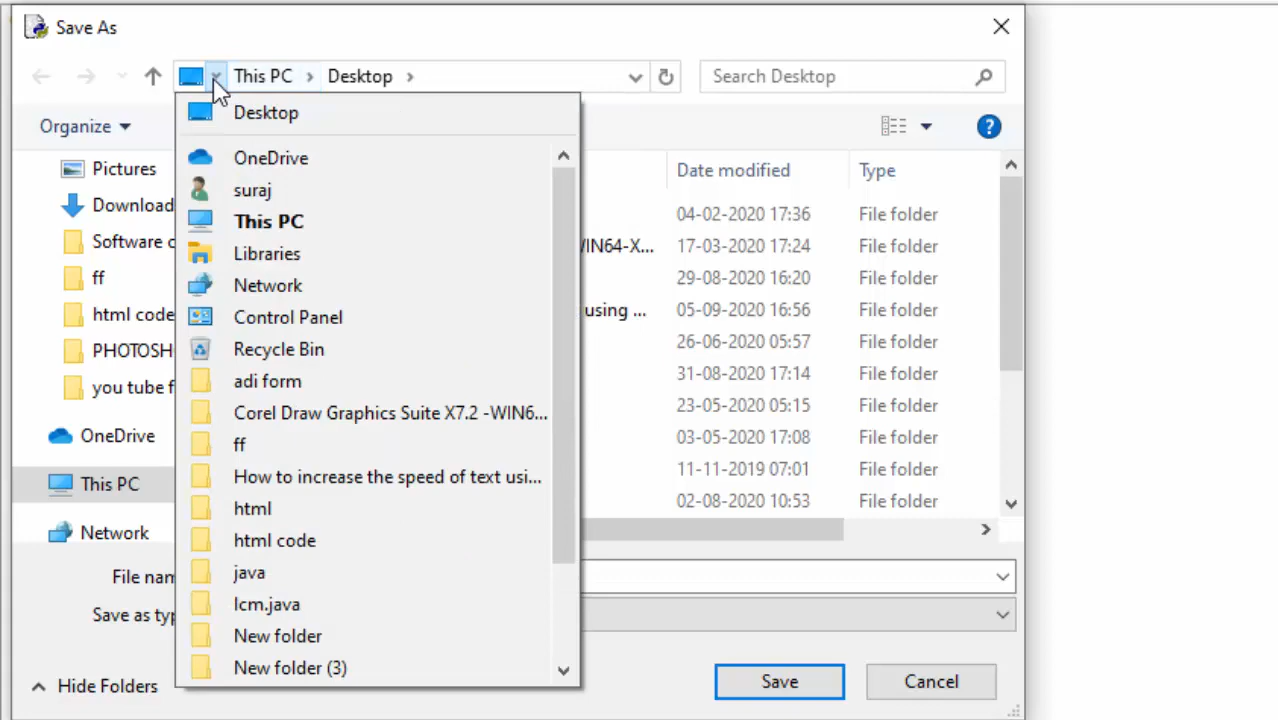 Save As
This PC > Desktop >
Search Desktop
Organize
?
Desktop
OneDrive
suraj
This PC
Libraries
Network
Control Panel
Recycle Bin
adi form
Corel Draw Graphics Suite X7.2 -WIN6...
ff
How to increase the speed of text usi...
html
html code
java
lcm.java
New folder
New folder (3)
Pictures
Download
Software
ff
html code
PHOTOSH
you tube f
OneDrive
This PC
Network
Date modified Type
04-02-2020 17:36 File folder
/IN64-X... 17-03-2020 17:24 File folder
29-08-2020 16:20 File folder
using ... 05-09-2020 16:56 File folder
26-06-2020 05:57 File folder
31-08-2020 17:14 File folder
23-05-2020 05:15 File folder
03-05-2020 17:08 File folder
11-11-2019 07:01 File folder
02-08-2020 10:53 File folder
File nam
Save as typ
Hide Folders
Save
Cancel